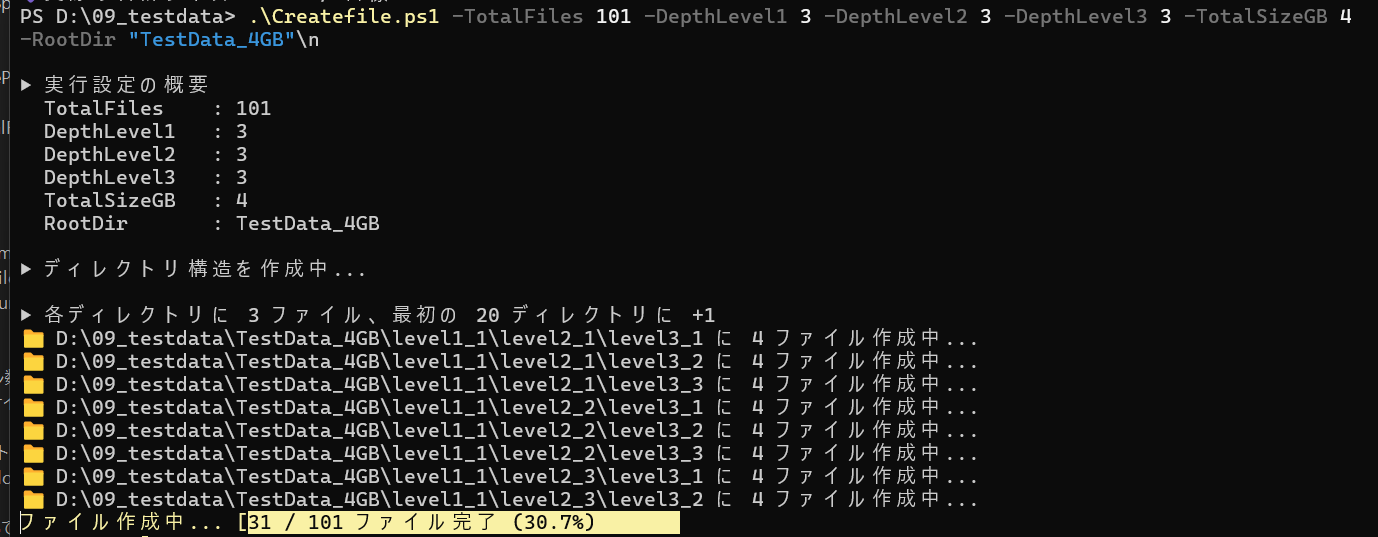 PS D:\09_testdata> .\Createfile.ps1 -TotalFiles 101 -DepthLevel1 3 -DepthLevel2 3 -DepthLevel3 3 -TotalSizeGB 4
-RootDir "TestData_4GB"\n
▶ 実行設定の概要
TotalFiles : 101
DepthLevel1 : 3
DepthLevel2 : 3
DepthLevel3 : 3
TotalSizeGB : 4
RootDir : TestData_4GB
▶ ディレクトリ構造を作成中...
▶ 各ディレクトリに 3 ファイル、最初の 20 ディレクトリに +1
D:\09_testdata\TestData_4GB\level1_1\level2_1\level3_1 に 4 ファイル作成中...
D:\09_testdata\TestData_4GB\level1_1\level2_1\level3_2 に 4 ファイル作成中...
D:\09_testdata\TestData_4GB\level1_1\level2_1\level3_3 に 4 ファイル作成中...
D:\09_testdata\TestData_4GB\level1_1\level2_2\level3_1 に 4 ファイル作成中...
D:\09_testdata\TestData_4GB\level1_1\level2_2\level3_2 に 4 ファイル作成中...
D:\09_testdata\TestData_4GB\level1_1\level2_2\level3_3 に 4 ファイル作成中...
D:\09_testdata\TestData_4GB\level1_1\level2_3\level3_1 に 4 ファイル作成中...
D:\09_testdata\TestData_4GB\level1_1\level2_3\level3_2 に 4 ファイル作成中...
ファイル作成中... [31 / 101 ファイル完了 (30.7%)